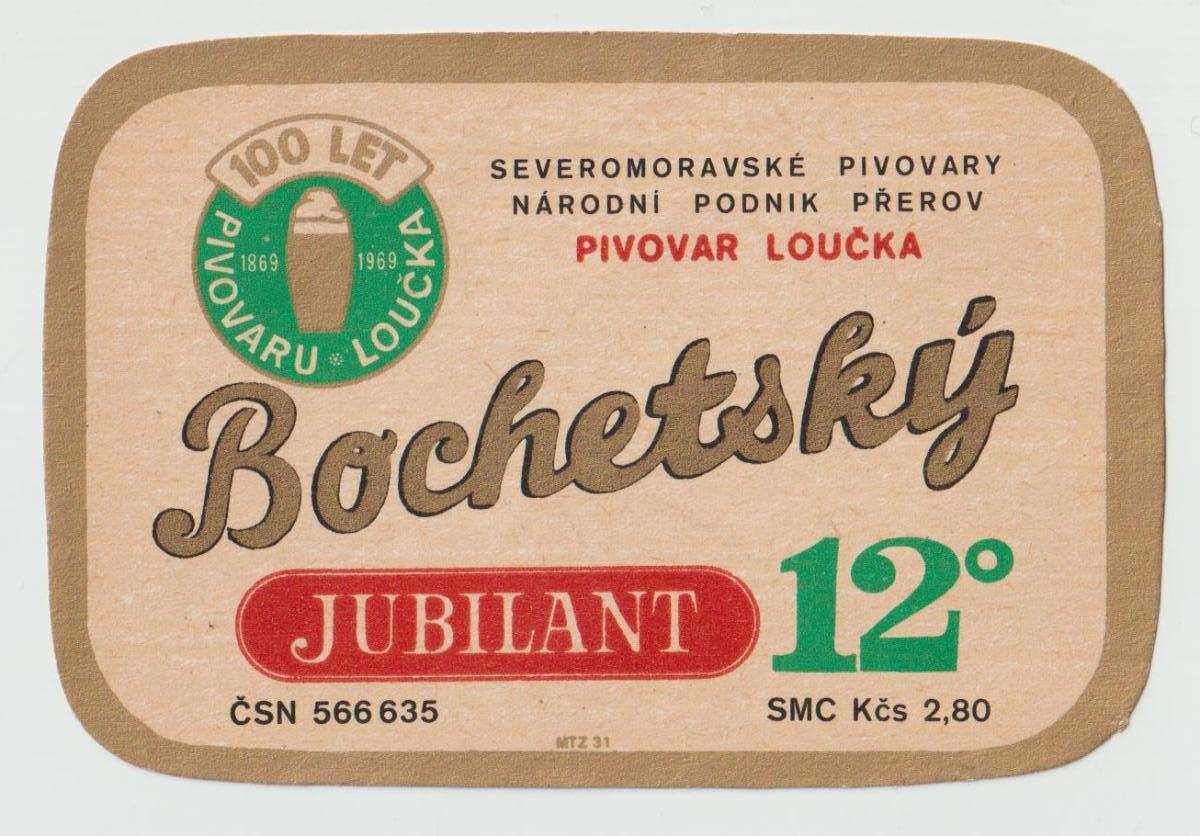 100 LET
PIVOVARU LOUČKA
1869 1969
SEVEROMORAVSKÉ PIVOVARY
NÁRODNÍ PODNIK PŘEROV
PIVOVAR LOUČKA
Bochetský
JUBILANT 12°
ČSN 566635 SMC Kčs 2,80
MTZ 31